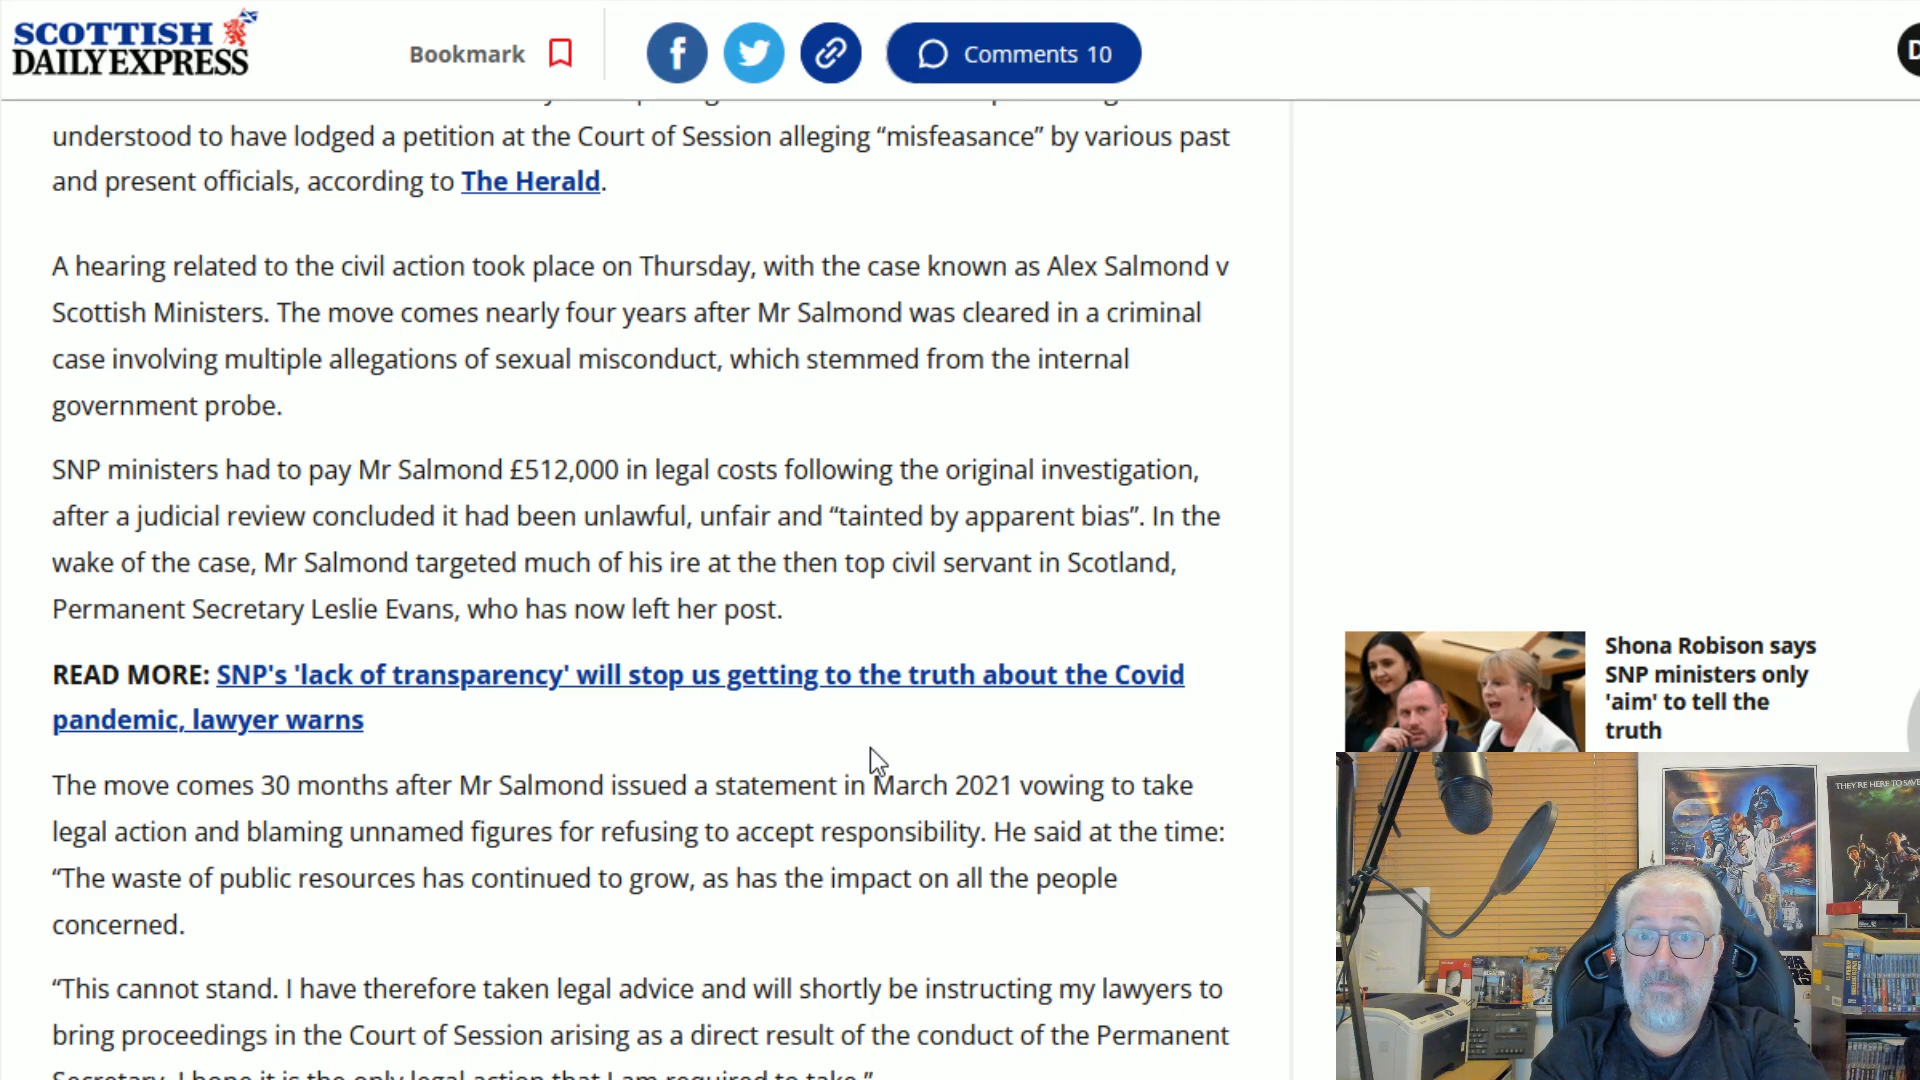 SCOTTISH
DAILY EXPRESS
Bookmark
Comments 10
understood to have lodged a petition at the Court of Session alleging “misfeasance” by various past
and present officials, according to The Herald.
A hearing related to the civil action took place on Thursday, with the case known as Alex Salmond v
Scottish Ministers. The move comes nearly four years after Mr Salmond was cleared in a criminal
case involving multiple allegations of sexual misconduct, which stemmed from the internal
government probe.
SNP ministers had to pay Mr Salmond £512,000 in legal costs following the original investigation,
after a judicial review concluded it had been unlawful, unfair and “tainted by apparent bias”. In the
wake of the case, Mr Salmond targeted much of his ire at the then top civil servant in Scotland,
Permanent Secretary Leslie Evans, who has now left her post.
READ MORE: SNP's 'lack of transparency' will stop us getting to the truth about the Covid
pandemic, lawyer warns
The move comes 30 months after Mr Salmond issued a statement in March 2021 vowing to take
legal action and blaming unnamed figures for refusing to accept responsibility. He said at the time:
“The waste of public resources has continued to grow, as has the impact on all the people
concerned.
“This cannot stand. I have therefore taken legal advice and will shortly be instructing my lawyers to
bring proceedings in the Court of Session arising as a direct result of the conduct of the Permanent
Secretary. I hope it is the only legal action that I am required to take.”
Shona Robison says
SNP ministers only
'aim' to tell the
truth
THEY'RE HERE TO SAVE